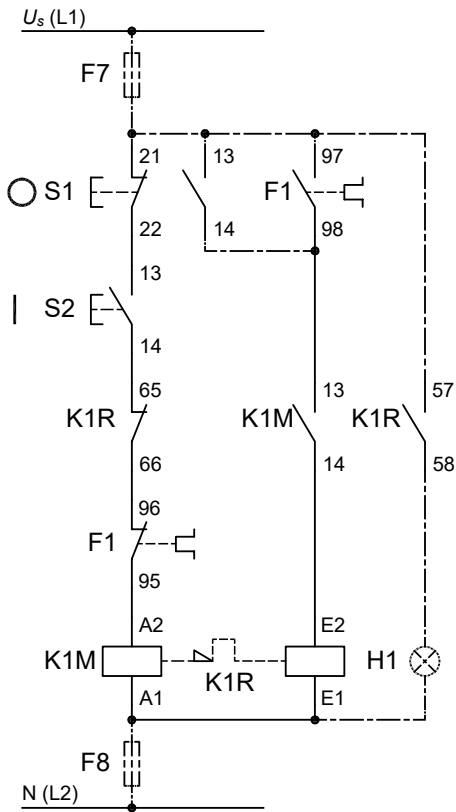 Us (L1)
F7
21
13
97
S1
F1
22
14
98
13
S2
14
65
13
57
K1R
K1M
K1R
66
14
58
96
F1
95
A2
E2
K1M
K1R
H1
A1
E1
F8
N (L2)